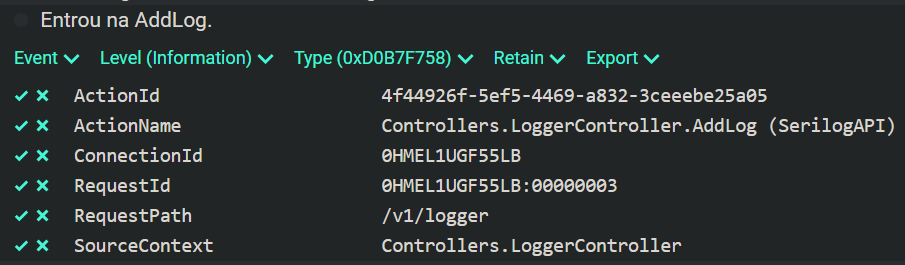 Entrou na AddLog.
Event Level (Information) Type (0xD0B7F758) Retain Export
ActionId 4f44926f-5ef5-4469-a832-3ceeebe25a05
ActionName Controllers.LoggerController.AddLog (SerilogAPI)
ConnectionId 0HMEL1UGF55LB
RequestId 0HMEL1UGF55LB:00000003
RequestPath /v1/logger
SourceContext Controllers.LoggerController